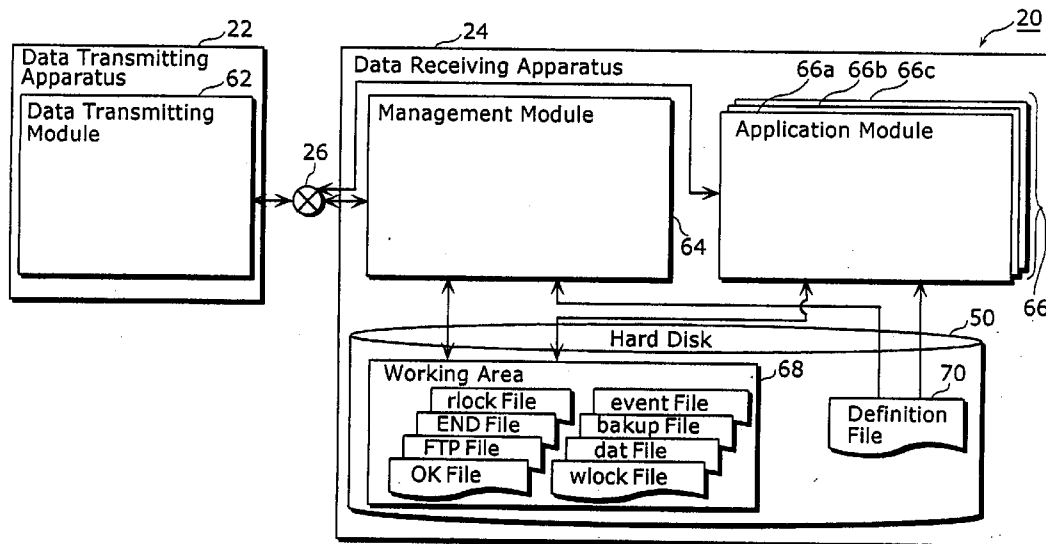 20
22
Data Transmitting
Apparatus
62
Data Transmitting
Module
26
24
Data Receiving Apparatus
Management Module
64
66a 66b 66c
Application Module
66
50
Hard Disk
68
Working Area
rlock File
END File
FTP File
OK File
event File
bakup File
dat File
wlock File
70
Definition
File